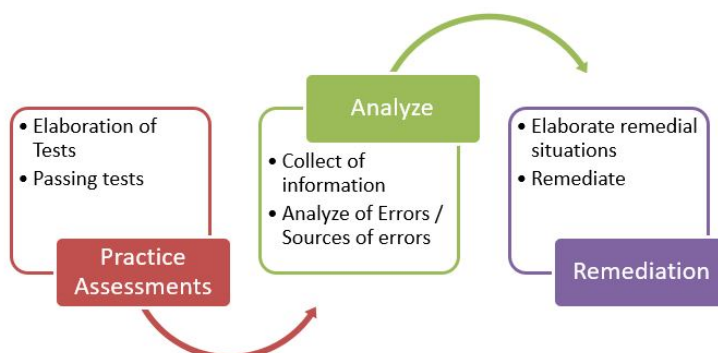 • Elaboration of
Tests
• Passing tests
Practice
Assessments
Analyze
• Collect of
information
• Analyze of Errors /
Sources of errors
• Elaborate remedial
situations
• Remediate
Remediation